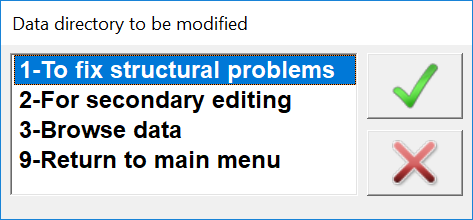 Data directory to be modified
1-To fix structural problems
2-For secondary editing
3-Browse data
9-Return to main menu